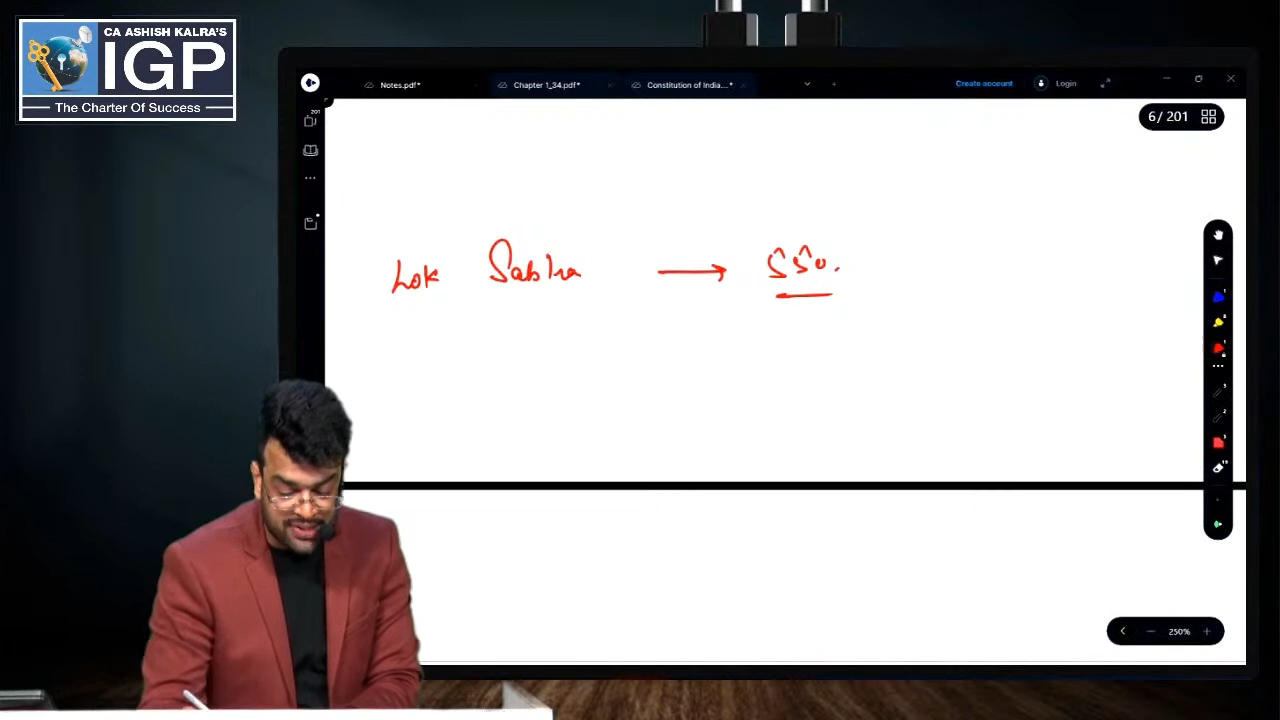 CA ASHISH KALRA'S
IGP
The Charter Of Success
Notes.pdf*
Chapter 1_34.pdf*
Constitution of India....*
Create account
Login
201
6 / 201
Lok Sabha → 550.
250%